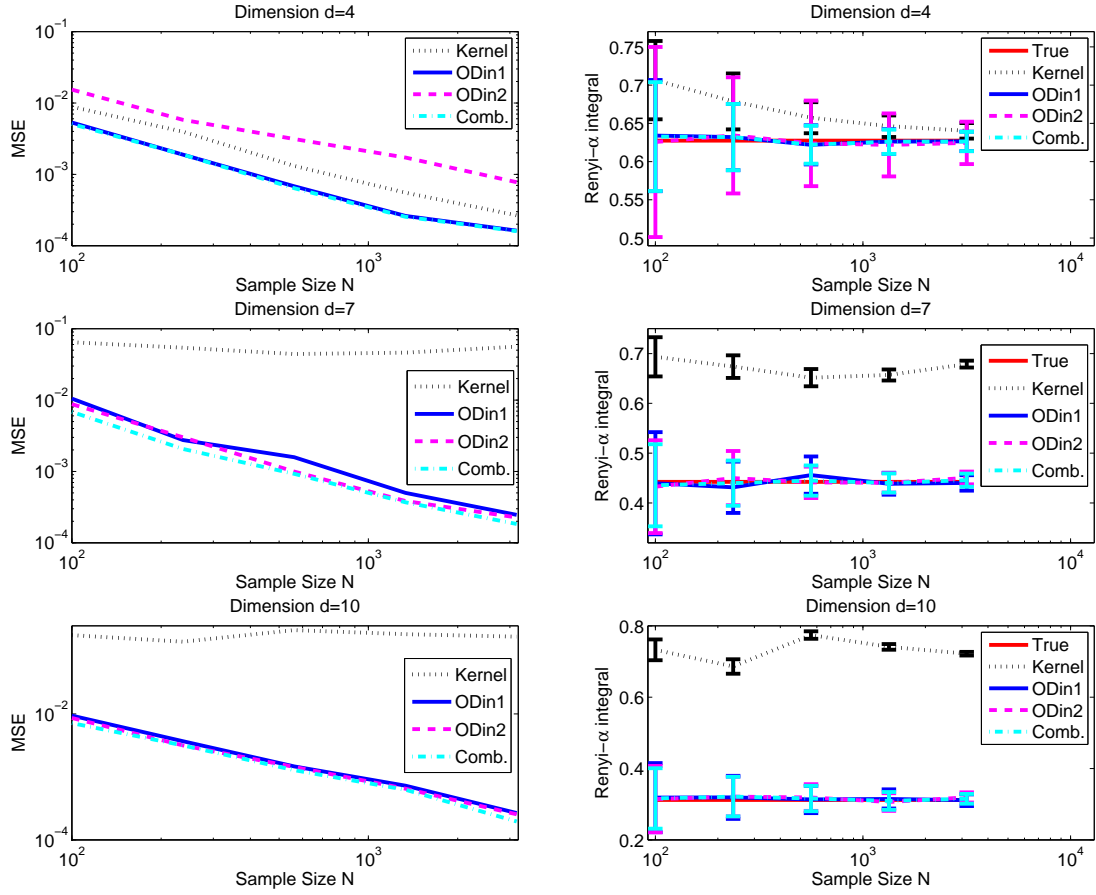 Dimension d=4
MSE
10^-1
10^-2
10^-3
10^-4
10^2
10^3
Sample Size N
Kernel
ODin1
ODin2
Comb.
Dimension d=4
Renyi-α integral
0.75
0.7
0.65
0.6
0.55
0.5
10^2
10^3
10^4
Sample Size N
True
Kernel
ODin1
ODin2
Comb.
Dimension d=7
MSE
10^-1
10^-2
10^-3
10^-4
10^2
10^3
Sample Size N
Kernel
ODin1
ODin2
Comb.
Dimension d=7
Renyi-α integral
0.7
0.6
0.5
0.4
10^2
10^3
10^4
Sample Size N
True
Kernel
ODin1
ODin2
Comb.
Dimension d=10
MSE
10^-2
10^-4
10^2
10^3
Sample Size N
Kernel
ODin1
ODin2
Comb.
Dimension d=10
Renyi-α integral
0.8
0.6
0.4
0.2
10^2
10^3
10^4
Sample Size N
True
Kernel
ODin1
ODin2
Comb.